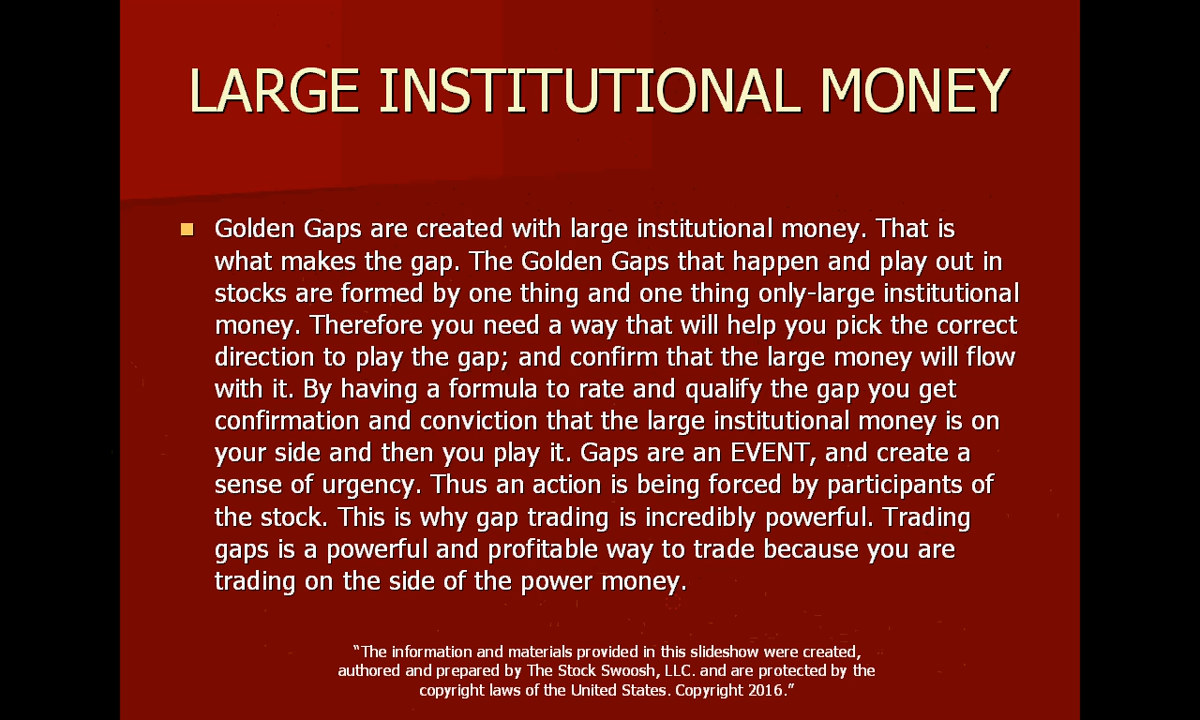 LARGE INSTITUTIONAL MONEY
Golden Gaps are created with large institutional money. That is
what makes the gap. The Golden Gaps that happen and play out in
stocks are formed by one thing and one thing only-large institutional
money. Therefore you need a way that will help you pick the correct
direction to play the gap; and confirm that the large money will flow
with it. By having a formula to rate and qualify the gap you get
confirmation and conviction that the large institutional money is on
your side and then you play it. Gaps are an EVENT, and create a
sense of urgency. Thus an action is being forced by participants of
the stock. This is why gap trading is incredibly powerful. Trading
gaps is a powerful and profitable way to trade because you are
trading on the side of the power money.
“The information and materials provided in this slideshow were created,
authored and prepared by The Stock Swoosh, LLC. and are protected by the
copyright laws of the United States. Copyright 2016.”